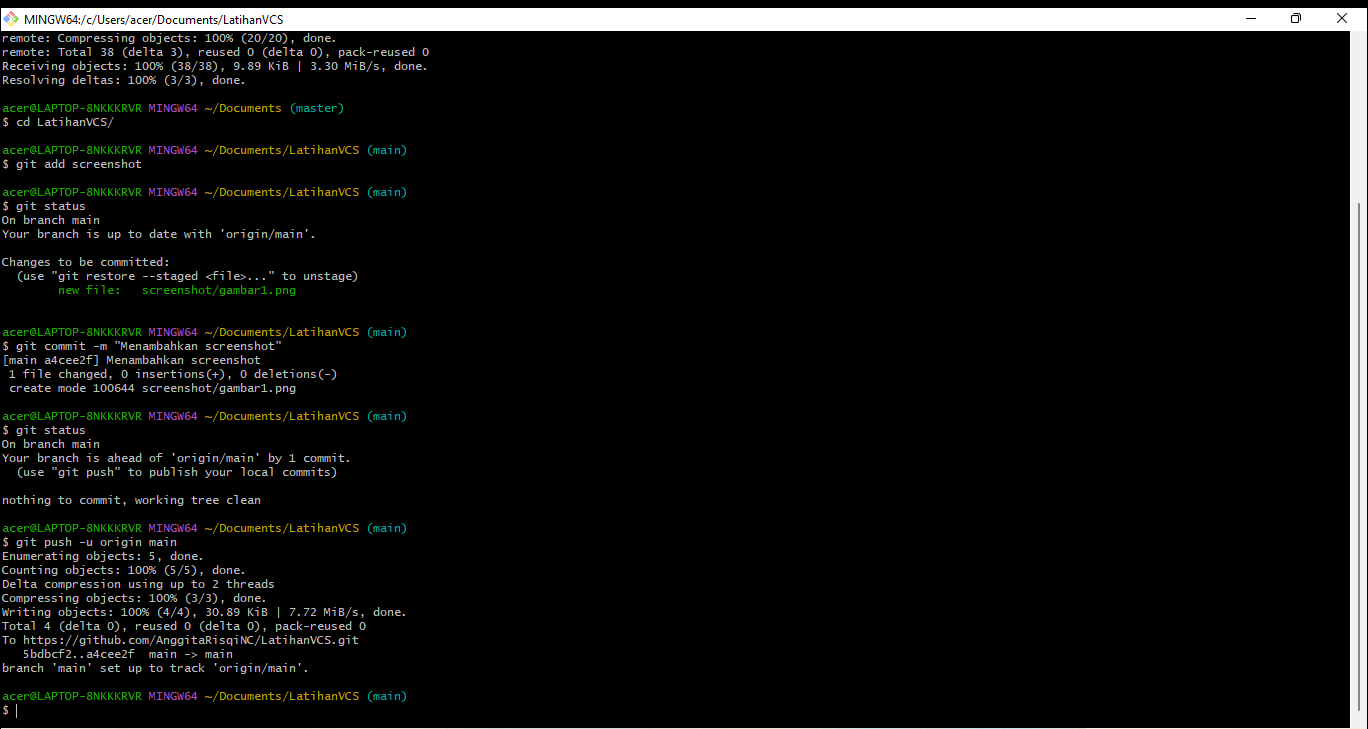 MINGW64:/c/Users/acer/Documents/LatihanVCS
remote: Compressing objects: 100% (20/20), done.
remote: Total 38 (delta 3), reused 0 (delta 0), pack-reused 0
Receiving objects: 100% (38/38), 9.89 KiB | 3.30 MiB/s, done.
Resolving deltas: 100% (3/3), done.
acer@LAPTOP-8NKKKRVR MINGW64 ~/Documents (master)
$ cd LatihanVCS/
acer@LAPTOP-8NKKKRVR MINGW64 ~/Documents/LatihanVCS (main)
$ git add screenshot
acer@LAPTOP-8NKKKRVR MINGW64 ~/Documents/LatihanVCS (main)
$ git status
On branch main
Your branch is up to date with 'origin/main'.
Changes to be committed:
  (use "git restore --staged <file>..." to unstage)
        new file:   screenshot/gambar1.png
acer@LAPTOP-8NKKKRVR MINGW64 ~/Documents/LatihanVCS (main)
$ git commit -m "Menambahkan screenshot"
[main a4cee2f] Menambahkan screenshot
 1 file changed, 0 insertions(+), 0 deletions(-)
 create mode 100644 screenshot/gambar1.png
acer@LAPTOP-8NKKKRVR MINGW64 ~/Documents/LatihanVCS (main)
$ git status
On branch main
Your branch is ahead of 'origin/main' by 1 commit.
  (use "git push" to publish your local commits)
nothing to commit, working tree clean
acer@LAPTOP-8NKKKRVR MINGW64 ~/Documents/LatihanVCS (main)
$ git push -u origin main
Enumerating objects: 5, done.
Counting objects: 100% (5/5), done.
Delta compression using up to 2 threads
Compressing objects: 100% (3/3), done.
Writing objects: 100% (4/4), 30.89 KiB | 7.72 MiB/s, done.
Total 4 (delta 0), reused 0 (delta 0), pack-reused 0
To https://github.com/AnggitaRisqiNC/LatihanVCS.git
   5bdbcf2..a4cee2f  main -> main
branch 'main' set up to track 'origin/main'.
acer@LAPTOP-8NKKKRVR MINGW64 ~/Documents/LatihanVCS (main)
$